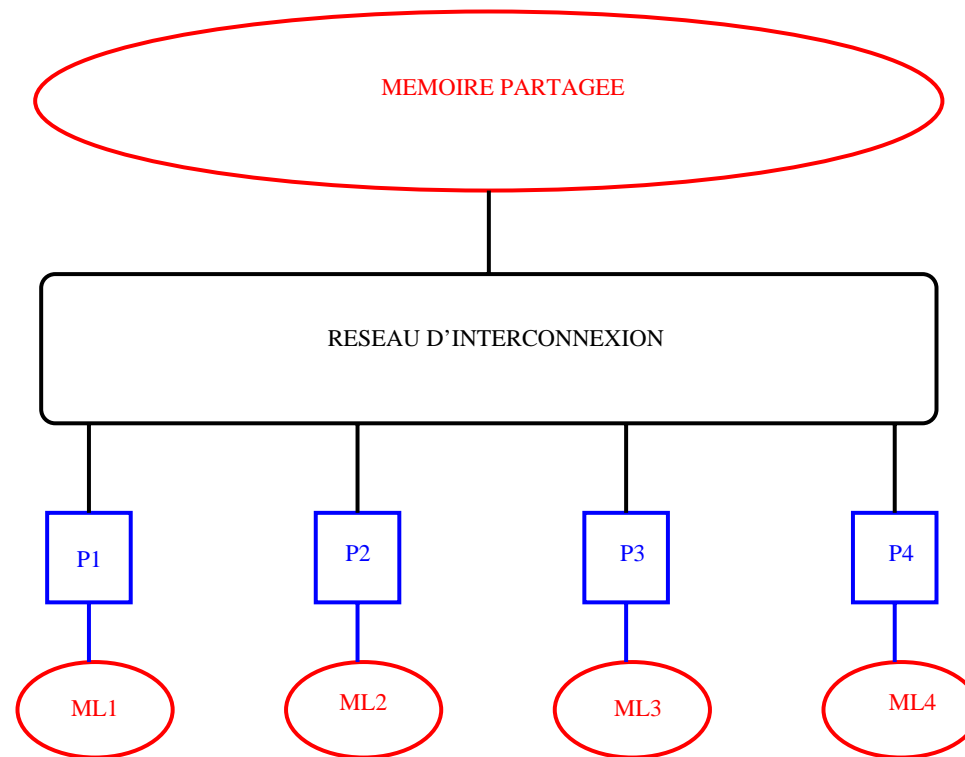 MEMOIRE PARTAGEE
RESEAU D'INTERCONNEXION
P1
P2
P3
P4
ML1
ML2
ML3
ML4